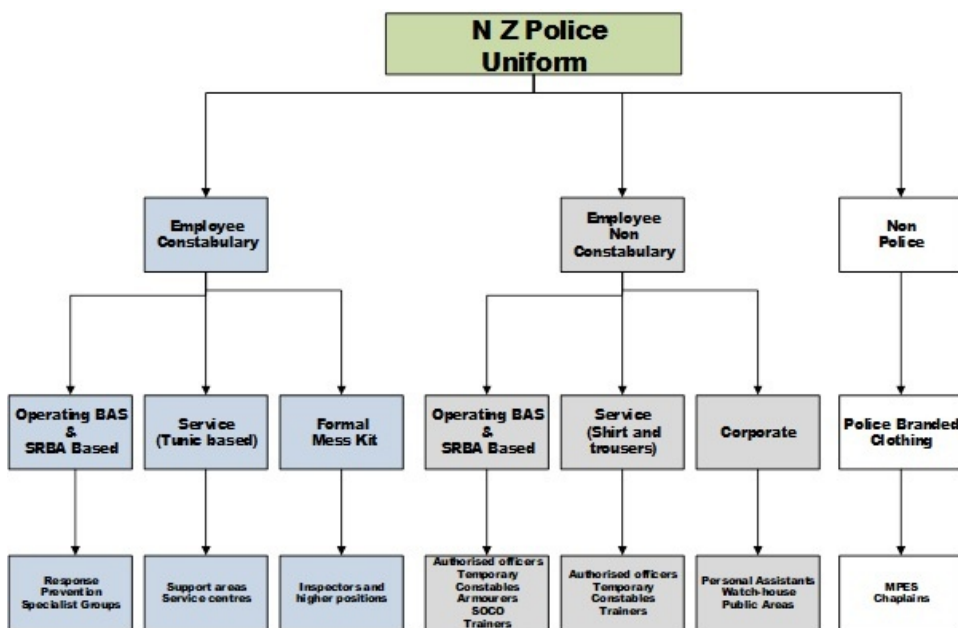 N Z Police
Uniform
Employee
Constabulary
Employee
Non
Constabulary
Non
Police
Operating BAS
&
SRBA Based
Service
(Tunic based)
Formal
Mess Kit
Operating BAS
&
SRBA Based
Service
(Shirt and
trousers)
Corporate
Police Branded
Clothing
Response
Prevention
Specialist Groups
Support areas
Service centres
Inspectors and
higher positions
Authorised officers
Temporary
Constables
Armourers
SOCO
Trainers
Authorised officers
Temporary
Constables
Trainers
Personal Assistants
Watch-house
Public Areas
MPES
Chaplains